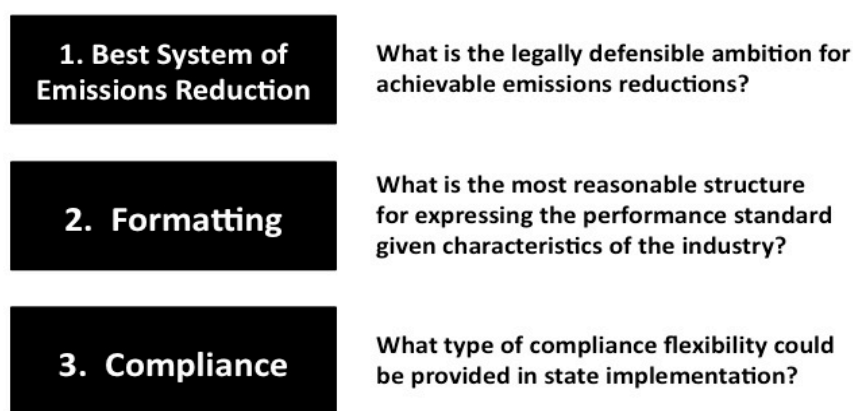 1. Best System of
Emissions Reduction
What is the legally defensible ambition for
achievable emissions reductions?
2. Formatting
What is the most reasonable structure
for expressing the performance standard
given characteristics of the industry?
3. Compliance
What type of compliance flexibility could
be provided in state implementation?